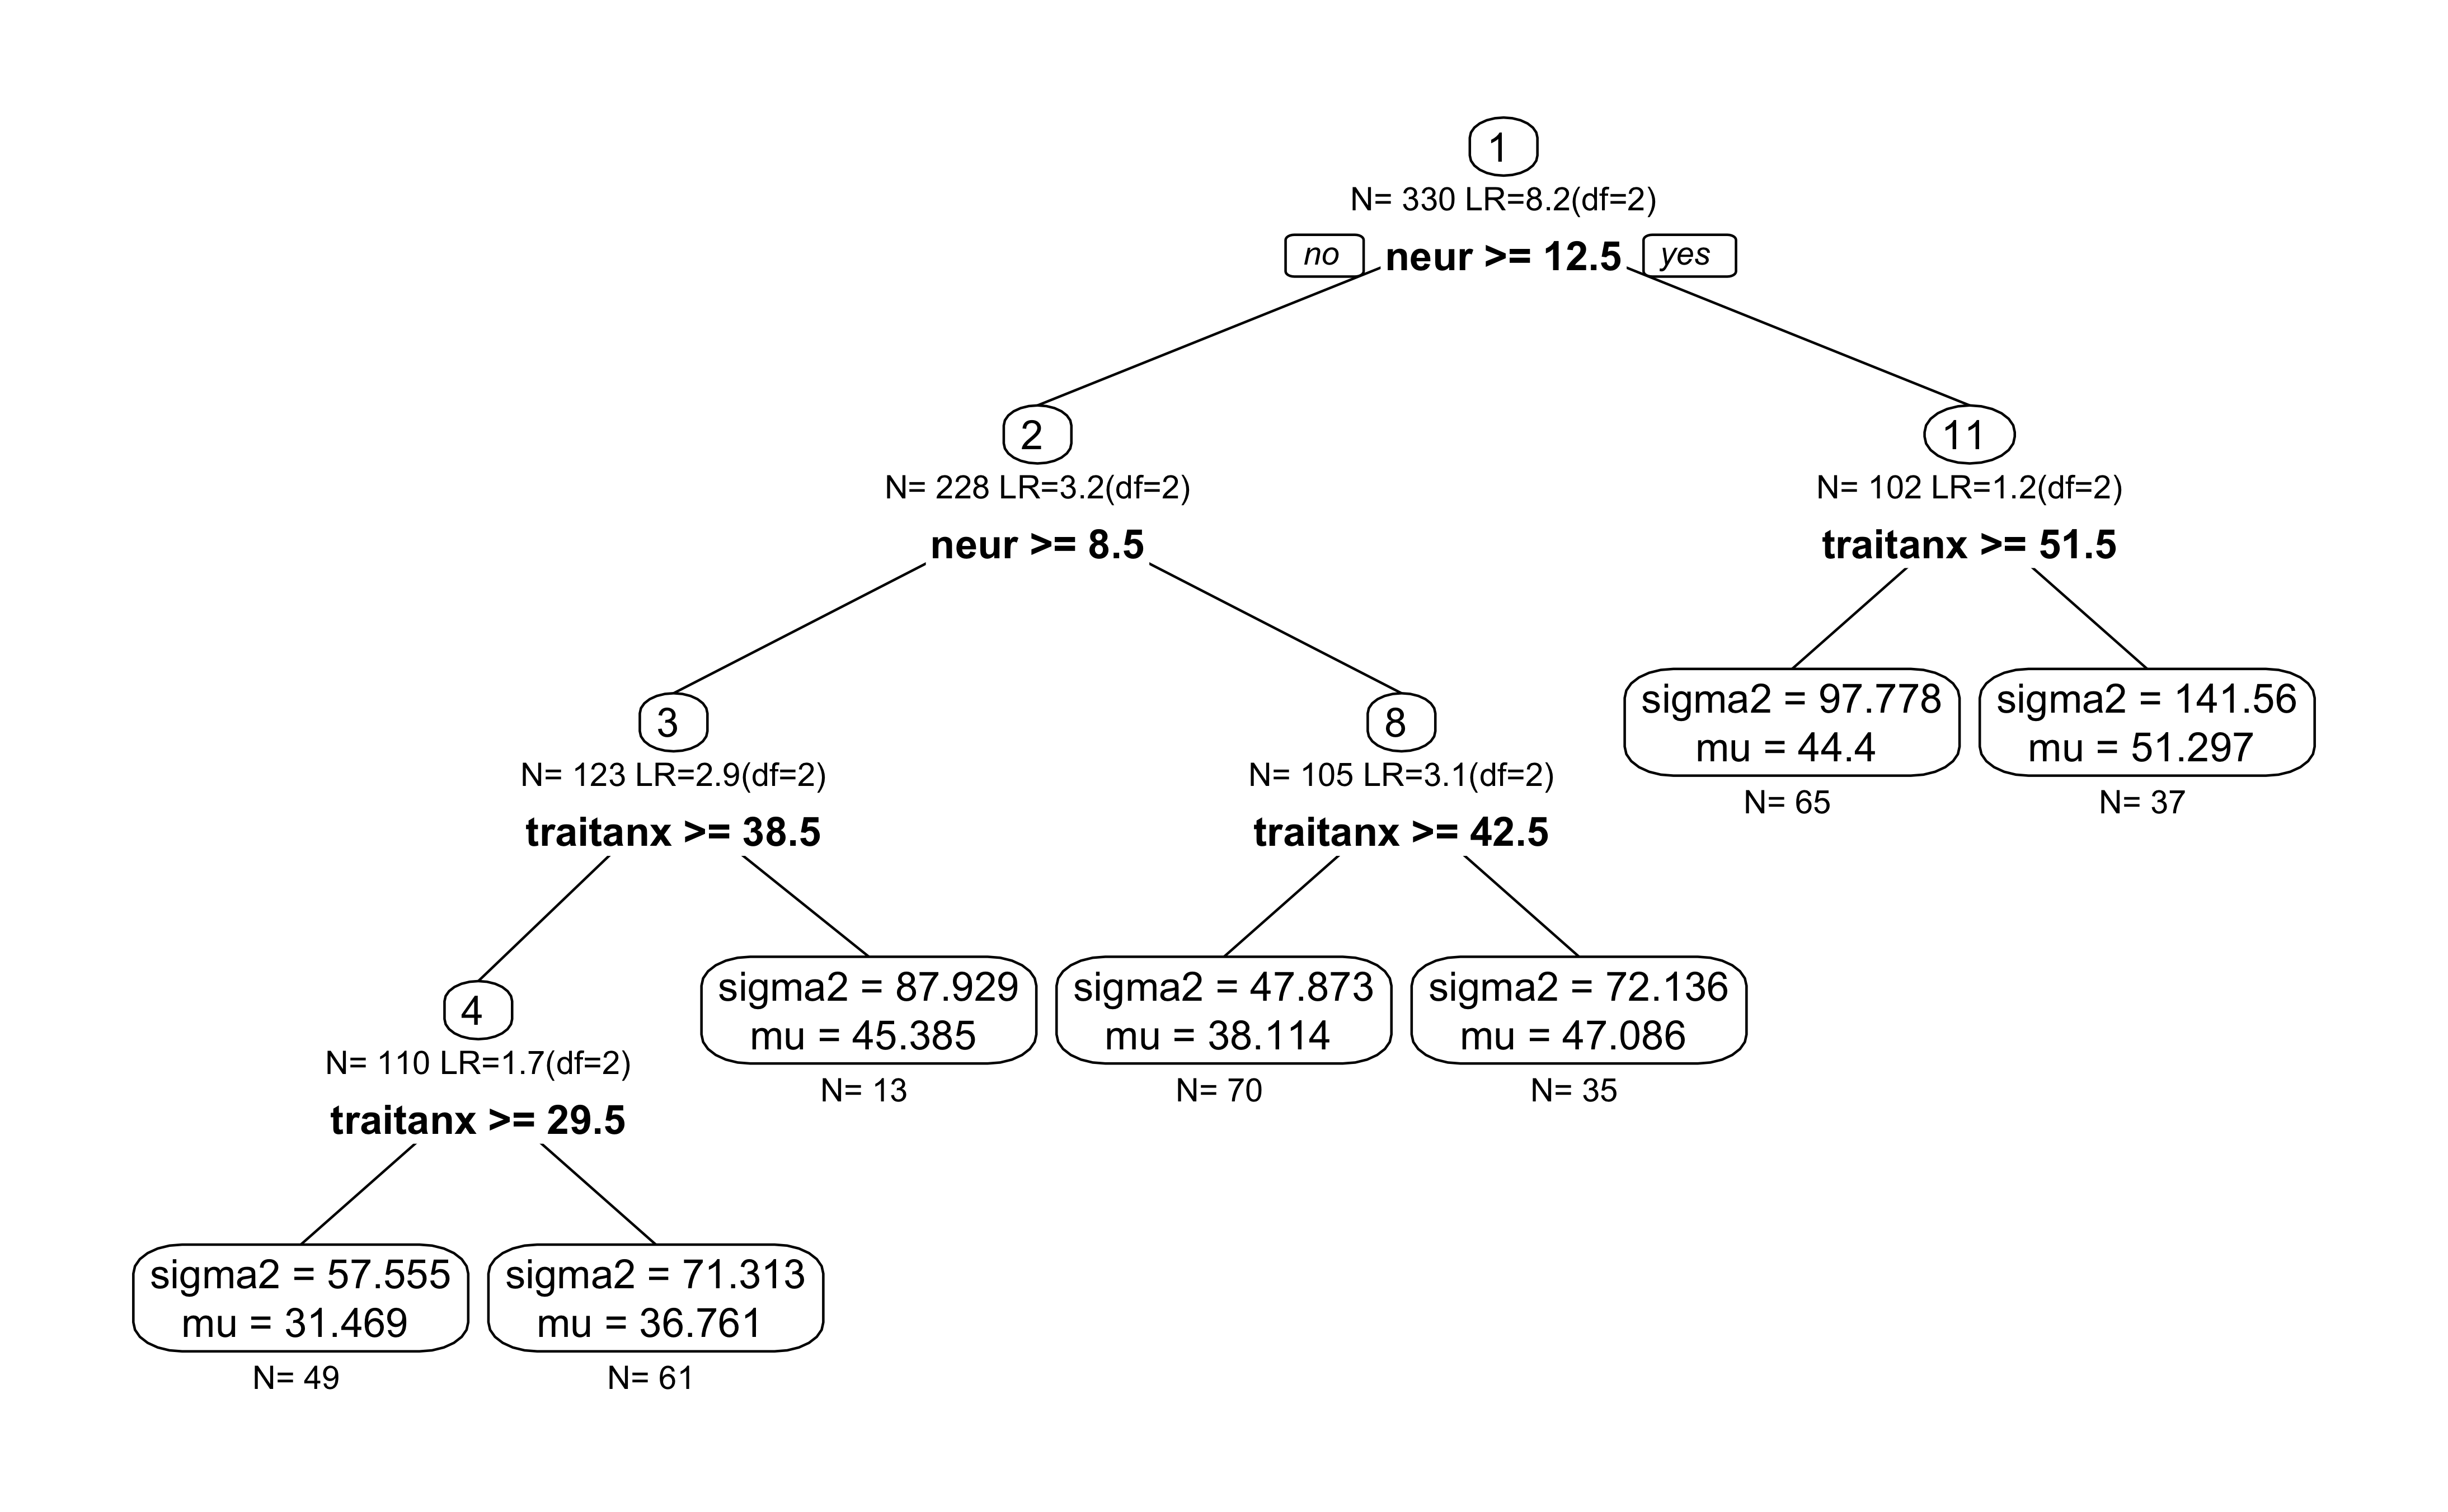 1
N= 330 LR=8.2(df=2)
no neur >= 12.5 yes
2
N= 228 LR=3.2(df=2)
neur >= 8.5
11
N= 102 LR=1.2(df=2)
traitanx >= 51.5
3
N= 123 LR=2.9(df=2)
traitanx >= 38.5
8
N= 105 LR=3.1(df=2)
traitanx >= 42.5
sigma2 = 97.778
mu = 44.4
N= 65
sigma2 = 141.56
mu = 51.297
N= 37
4
N= 110 LR=1.7(df=2)
traitanx >= 29.5
sigma2 = 87.929
mu = 45.385
N= 13
sigma2 = 47.873
mu = 38.114
N= 70
sigma2 = 72.136
mu = 47.086
N= 35
sigma2 = 57.555
mu = 31.469
N= 49
sigma2 = 71.313
mu = 36.761
N= 61